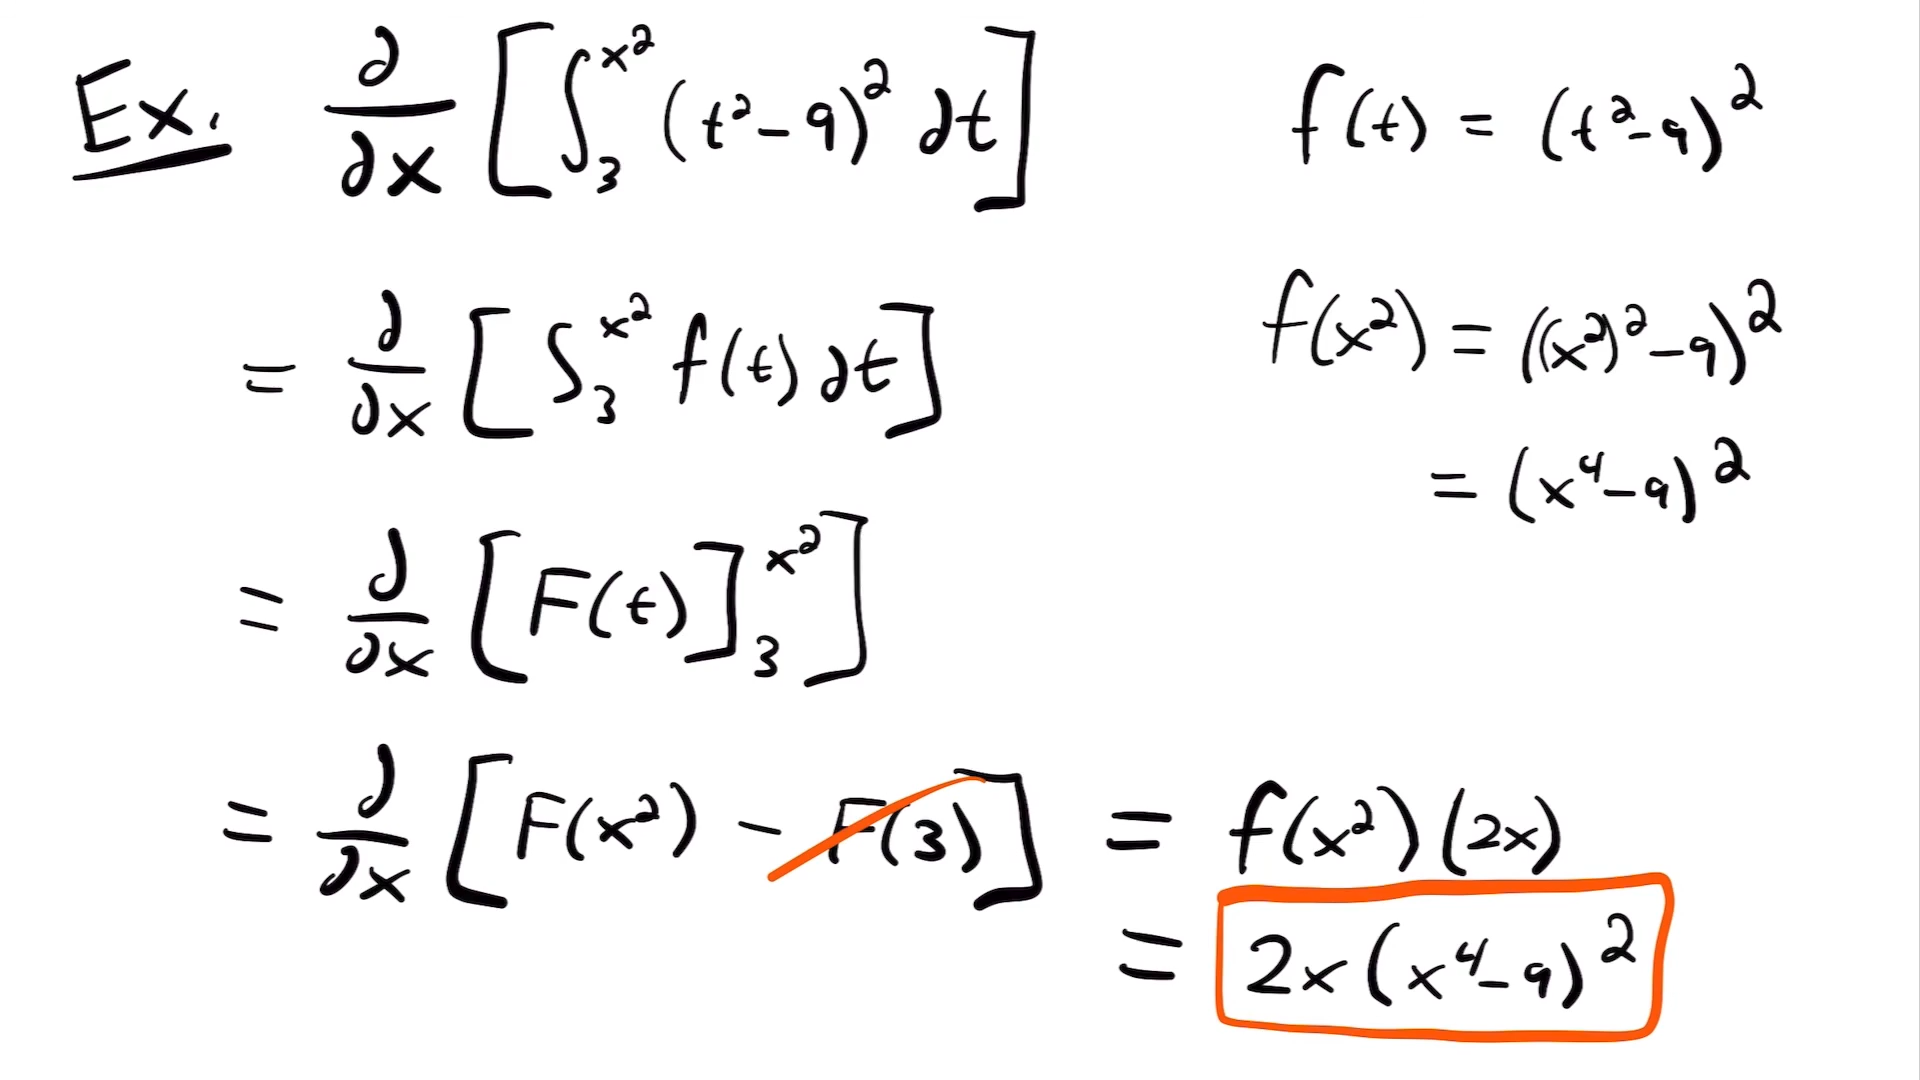 Ex. ∂/∂x [∫₃^(x²) (t²-9)² ∂t]
= ∂/∂x [∫₃^(x²) f(t) ∂t]
= ∂/∂x [F(t)]₃^(x²)]
= ∂/∂x [F(x²) - F(3)] = f(x²)(2x)
= 2x(x⁴-9)²
f(t) = (t²-9)²
f(x²) = ((x²)²-9)²
= (x⁴-9)²